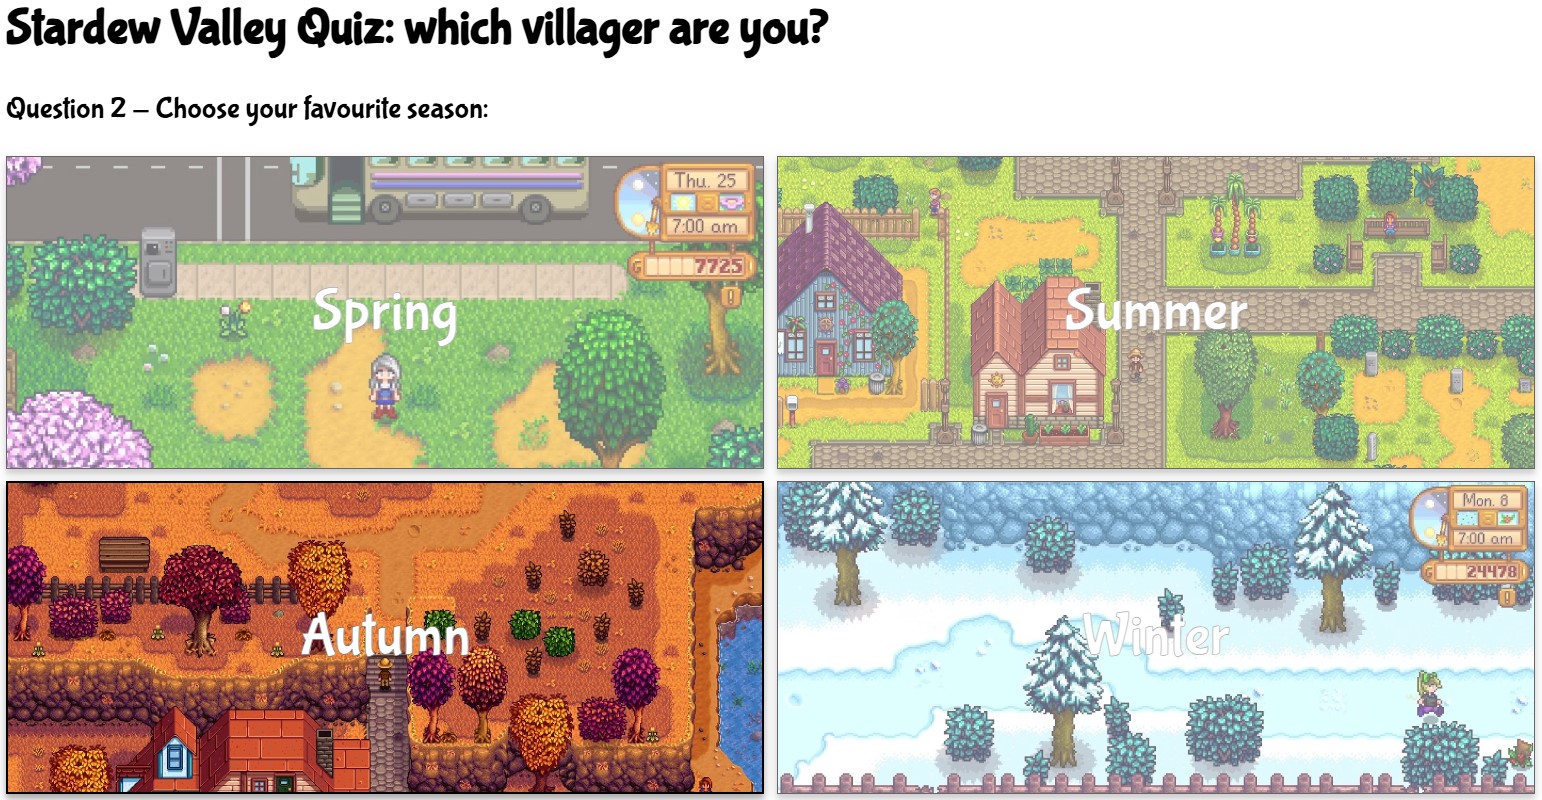 Stardew Valley Quiz: which villager are you?
Question 2 – Choose your favourite season:
Thu. 25
7:00 am
G 7725
Spring
Summer
Autumn
Mon. 8
7:00 am
G 24478
Winter